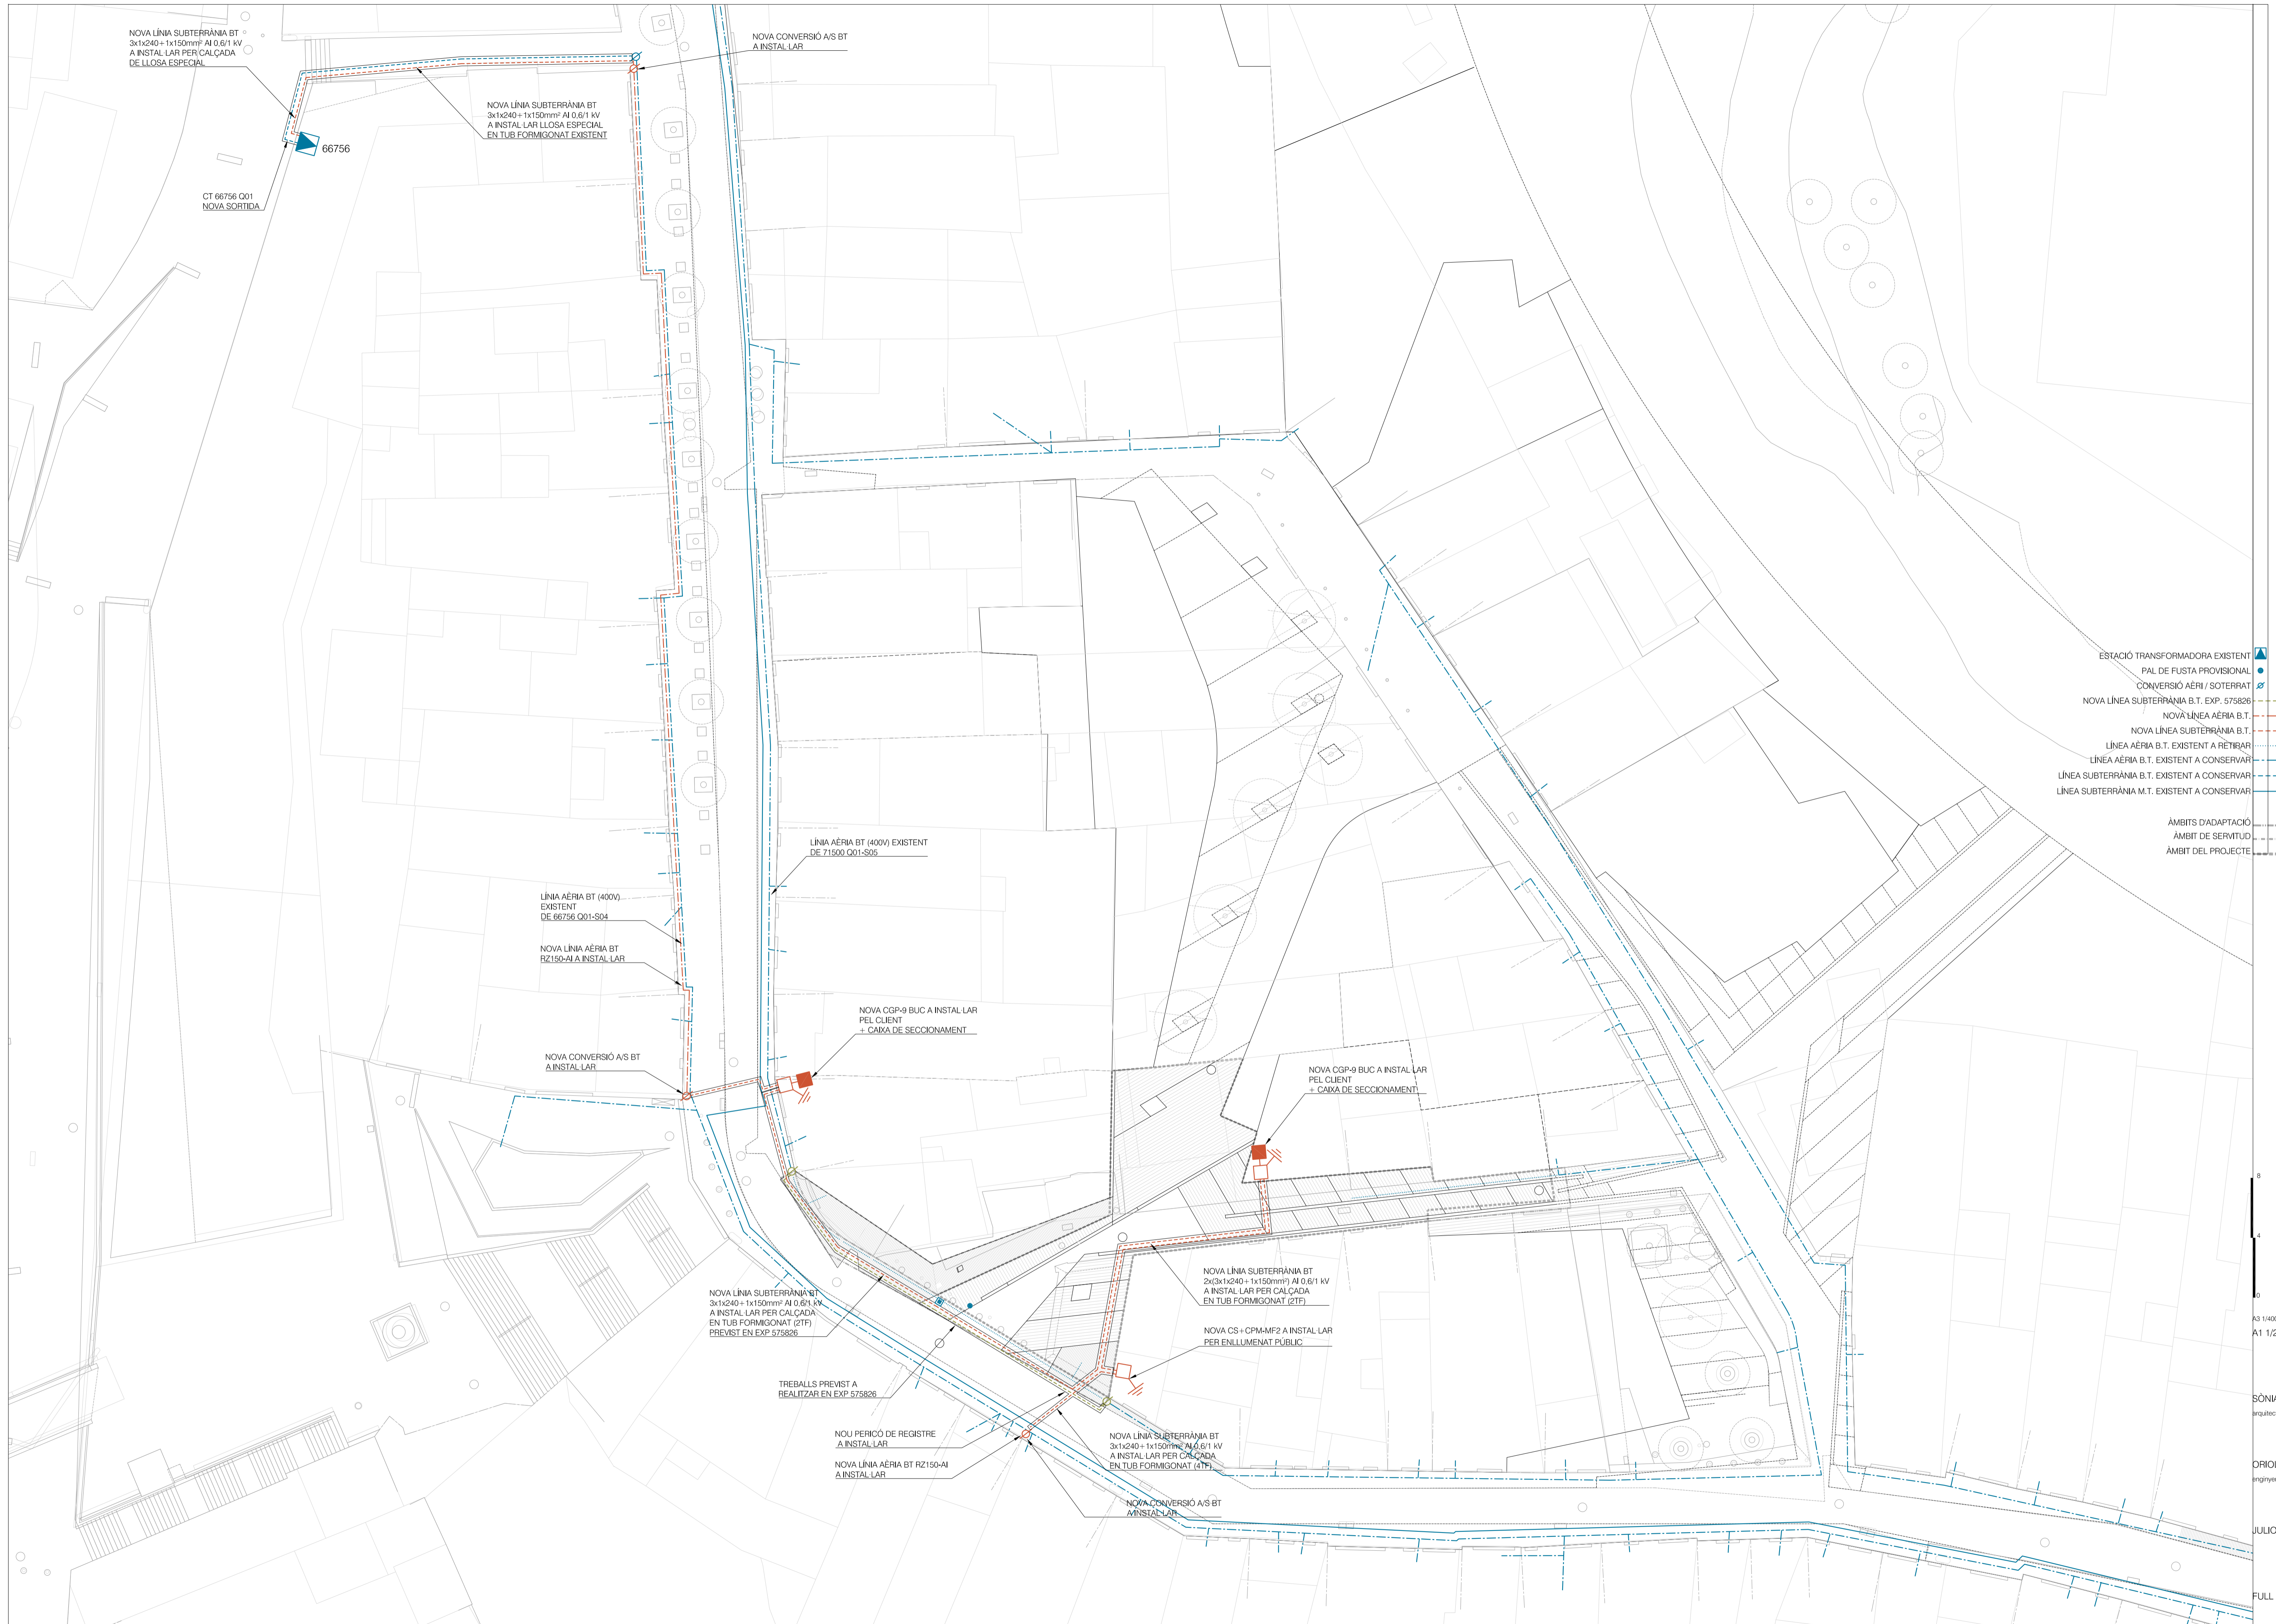 NOVA LÍNIA SUBTERRÀNIA BT
3x1x240+1x150mm² Al 0,6/1 kV
A INSTAL·LAR PER CALÇADA
DE LLOSA ESPECIAL
NOVA CONVERSIÓ A/S BT
A INSTAL·LAR
NOVA LÍNIA SUBTERRÀNIA BT
3x1x240+1x150mm² Al 0,6/1 kV
A INSTAL·LAR LLOSA ESPECIAL
EN TUB FORMIGONAT EXISTENT
66756
CT 66756 Q01
NOVA SORTIDA
ESTACIÓ TRANSFORMADORA EXISTENT
PAL DE FUSTA PROVISIONAL
CONVERSIÓ AÈRI / SOTERRAT
NOVA LÍNEA SUBTERRÀNIA B.T. EXP. 575826
NOVA LÍNEA AÈRIA B.T.
NOVA LÍNEA SUBTERRÀNIA B.T.
LÍNEA AÈRIA B.T. EXISTENT A RETIRAR
LÍNEA AÈRIA B.T. EXISTENT A CONSERVAR
LÍNEA SUBTERRÀNIA B.T. EXISTENT A CONSERVAR
LÍNEA SUBTERRÀNIA M.T. EXISTENT A CONSERVAR
ÀMBITS D'ADAPTACIÓ
ÀMBIT DE SERVITUD
ÀMBIT DEL PROJECTE
LÍNIA AÈRIA BT (400V) EXISTENT
DE 71500 Q01-S05
LÍNIA AÈRIA BT (400V)
EXISTENT
DE 66756 Q01-S04
NOVA LÍNIA AÈRIA BT
RZ150-Al A INSTAL·LAR
NOVA CGP-9 BUC A INSTAL·LAR
PEL CLIENT
+ CAIXA DE SECCIONAMENT
NOVA CONVERSIÓ A/S BT
A INSTAL·LAR
NOVA CGP-9 BUC A INSTAL·LAR
PEL CLIENT
+ CAIXA DE SECCIONAMENT
8
4
0
NOVA LÍNIA SUBTERRÀNIA BT
2x(3x1x240+1x150mm²) Al 0,6/1 kV
A INSTAL·LAR PER CALÇADA
EN TUB FORMIGONAT (2TF)
NOVA LÍNIA SUBTERRÀNIA BT
3x1x240+1x150mm² Al 0,6/1 kV
A INSTAL·LAR PER CALÇADA
EN TUB FORMIGONAT (2TF)
PREVIST EN EXP 575826
A3 1/400
A1 1/2
NOVA CS+CPM-MF2 A INSTAL·LAR
PER ENLLUMENAT PÚBLIC
TREBALLS PREVIST A
REALITZAR EN EXP 575826
SÒNIA
arquitec
NOU PERICÓ DE REGISTRE
A INSTAL·LAR
NOVA LÍNIA SUBTERRÀNIA BT
3x1x240+1x150mm² Al 0,6/1 kV
A INSTAL·LAR PER CALÇADA
EN TUB FORMIGONAT (4TF)
NOVA LÍNIA AÈRIA BT RZ150-Al
A INSTAL·LAR
ORIOL
enginyer
NOVA CONVERSIÓ A/S BT
A INSTAL·LAR
JULIO
FULL